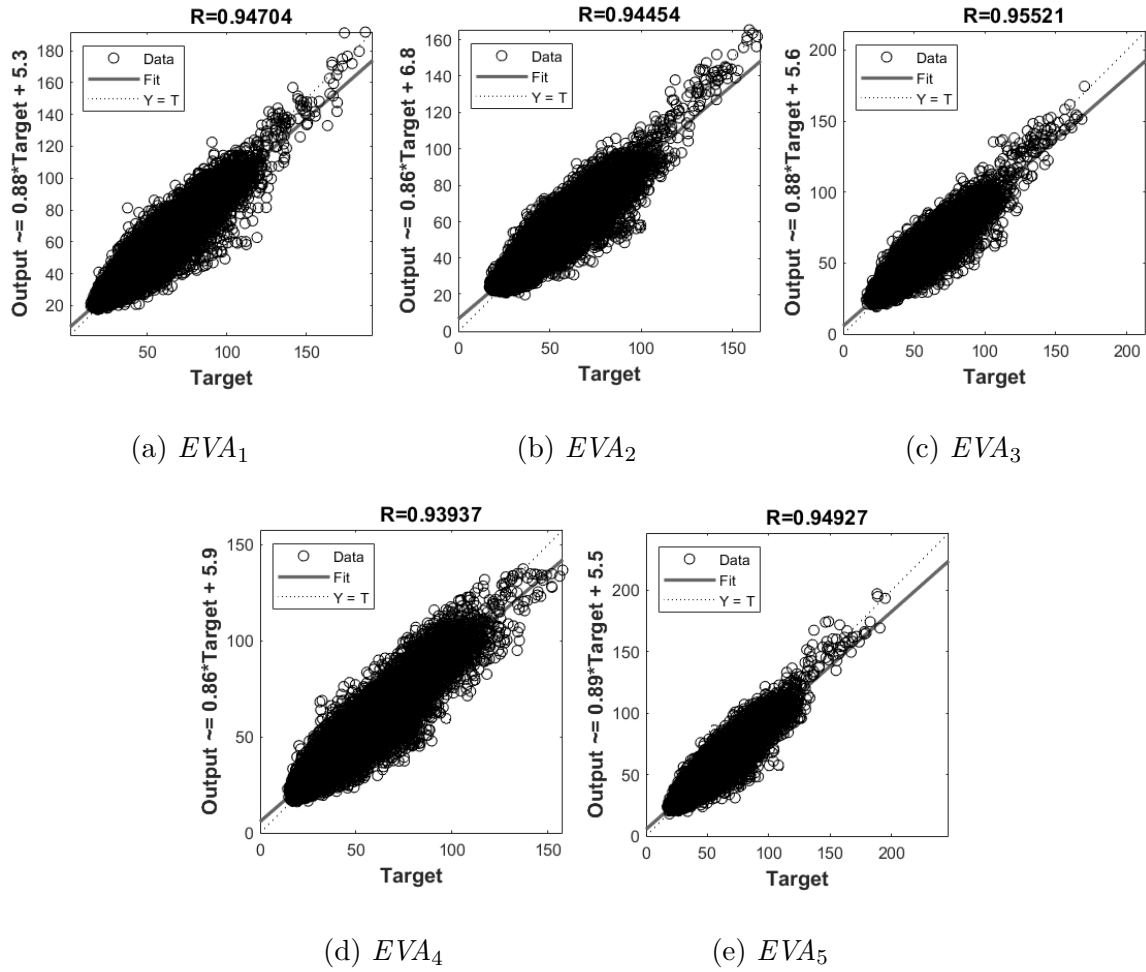 R=0.94704
Output ~= 0.88*Target + 5.3
180
160
140
120
100
80
60
40
20
Data
Fit
Y = T
50 100 150
Target
(a) EVA₁
R=0.94454
Output ~= 0.86*Target + 6.8
160
140
120
100
80
60
40
20
0
Data
Fit
Y = T
0 50 100 150
Target
(b) EVA₂
R=0.95521
Output ~= 0.88*Target + 5.6
200
150
100
50
0
Data
Fit
Y = T
0 50 100 150 200
Target
(c) EVA₃
R=0.93937
Output ~= 0.86*Target + 5.9
150
100
50
0
Data
Fit
Y = T
0 50 100 150
Target
(d) EVA₄
R=0.94927
Output ~= 0.89*Target + 5.5
200
150
100
50
0
Data
Fit
Y = T
0 50 100 150 200
Target
(e) EVA₅